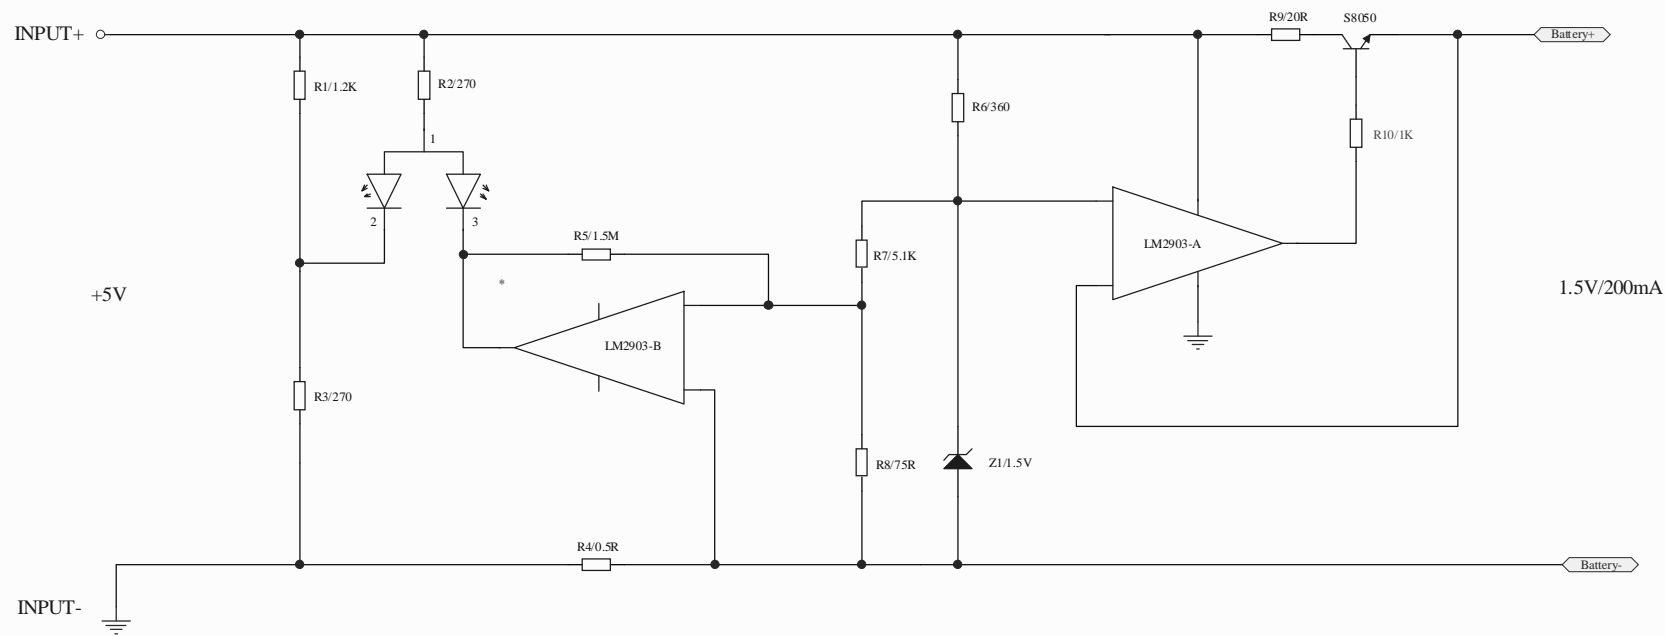 R9/20R
S8050
INPUT+
Battery+
R1/1.2K
R2/270
R6/360
R10/1K
1
2
3
R5/1.5M
LM2903-A
R7/5.1K
*
+5V
1.5V/200mA
LM2903-B
R3/270
R8/75R
Z1/1.5V
R4/0.5R
Battery-
INPUT-